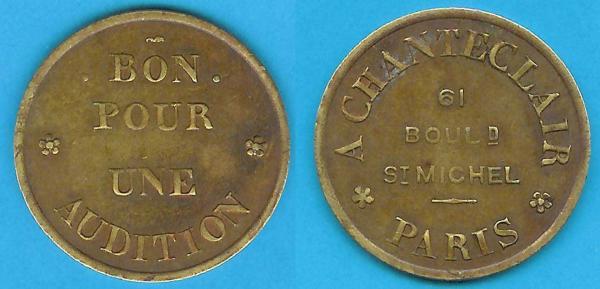 BON
POUR
UNE
AUDITION
A CHANTECLAIR
61
BOULD
ST MICHEL
PARIS